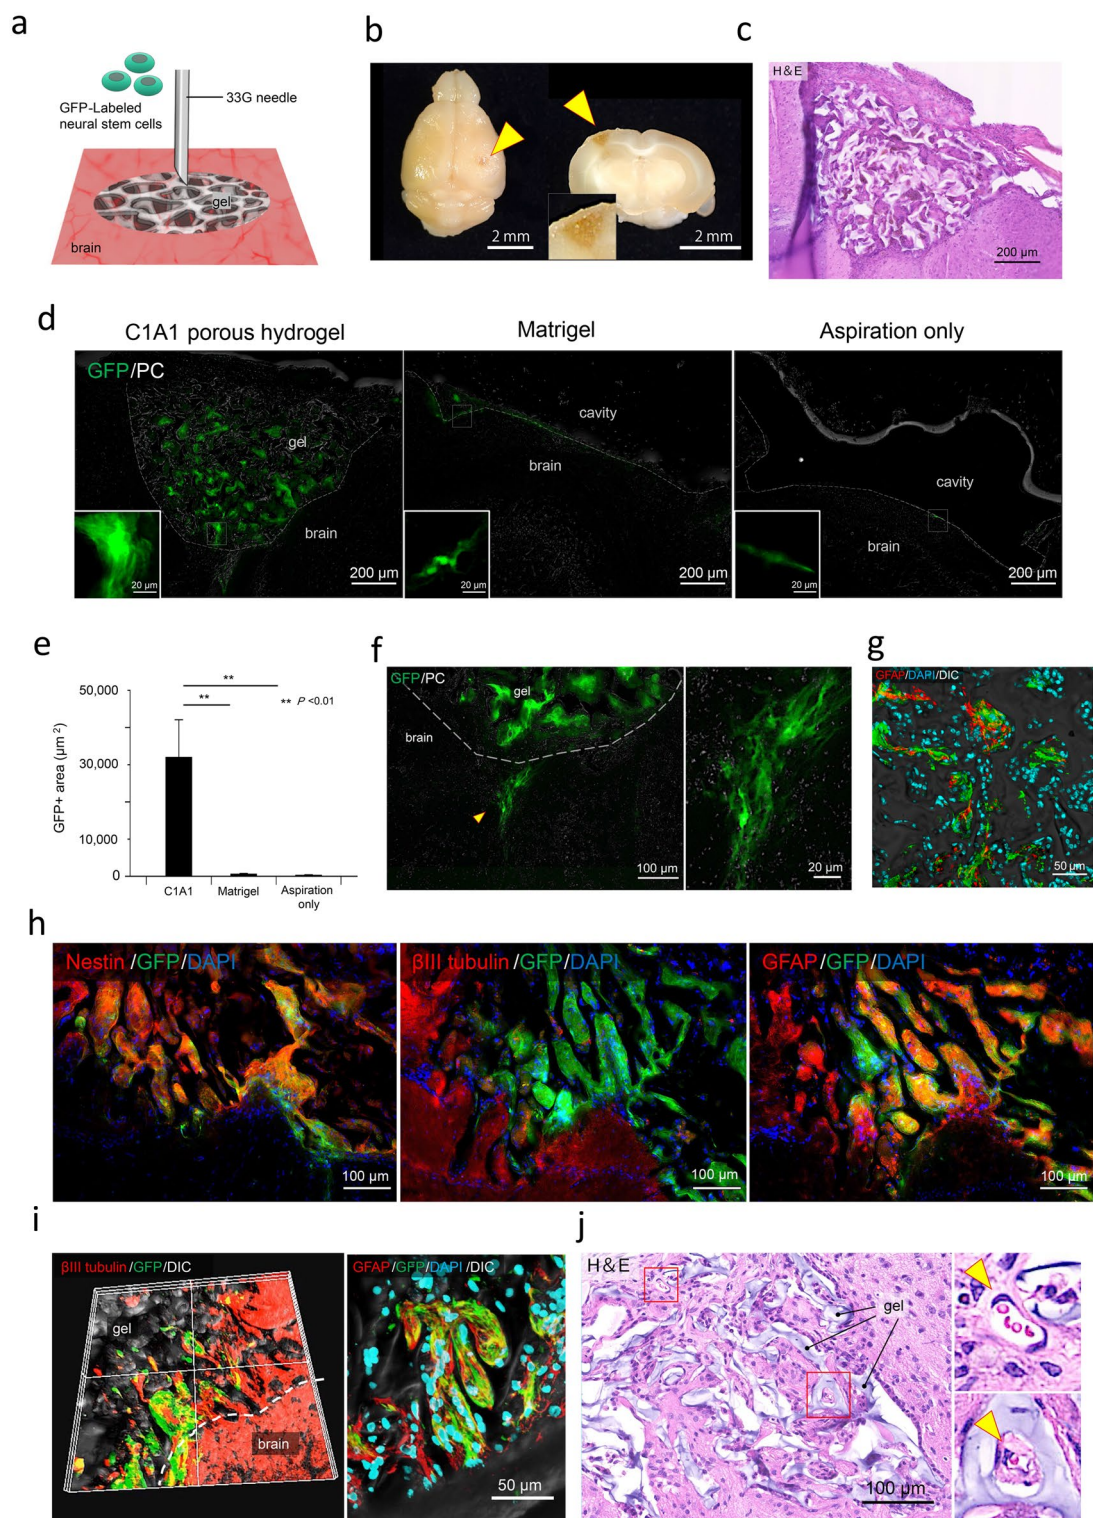 a
GFP-Labeled
neural stem cells
33G needle
gel
brain
b
2 mm
2 mm
c
H&E
200 µm
d
C1A1 porous hydrogel
Matrigel
Aspiration only
GFP/PC
gel
brain
20 µm
200 µm
cavity
brain
20 µm
200 µm
cavity
brain
20 µm
200 µm
e
50,000
30,000
10,000
0
GFP+ area (µm²)
**
**
** P <0.01
C1A1
Matrigel
Aspiration
only
f
GFP/PC
gel
brain
100 µm
20 µm
g
GFAP/DAPI/DIC
50 µm
h
Nestin/GFP/DAPI
100 µm
βIII tubulin/GFP/DAPI
100 µm
GFAP/GFP/DAPI
100 µm
i
βIII tubulin/GFP/DIC
gel
brain
GFAP/GFP/DAPI/DIC
50 µm
j
H&E
gel
100 µm